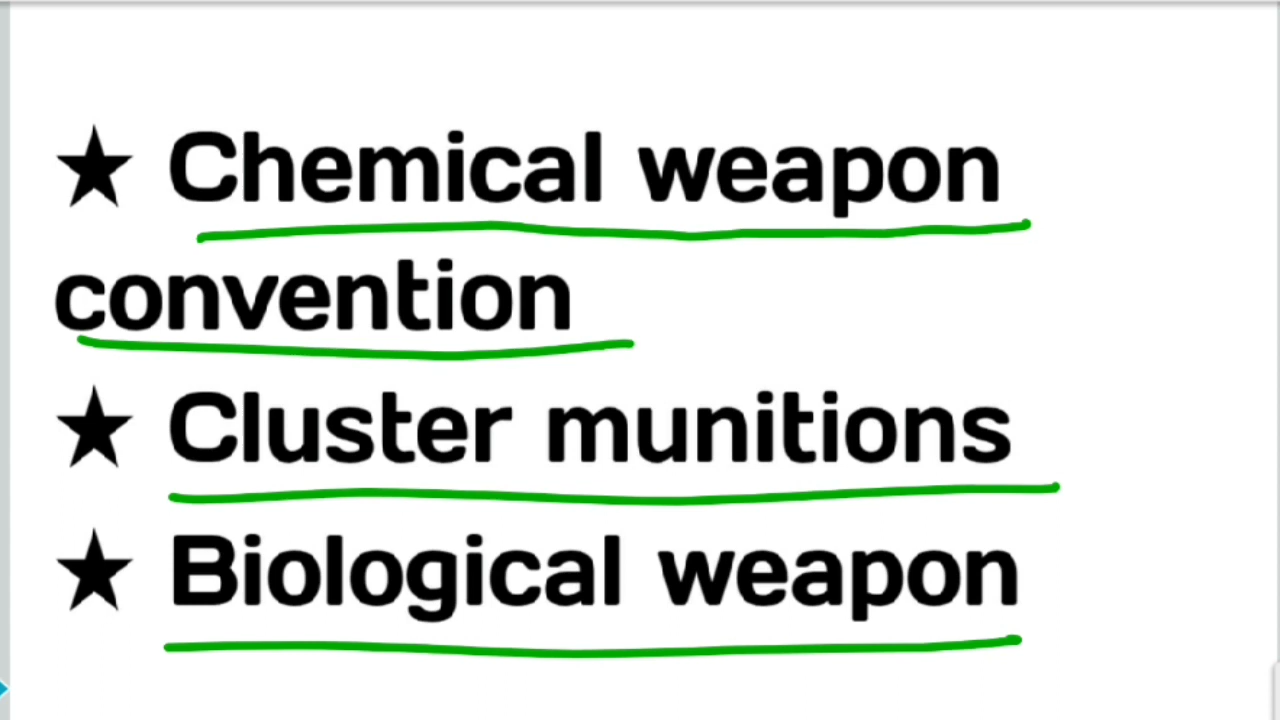 ★ Chemical weapon
convention
★ Cluster munitions
★ Biological weapon